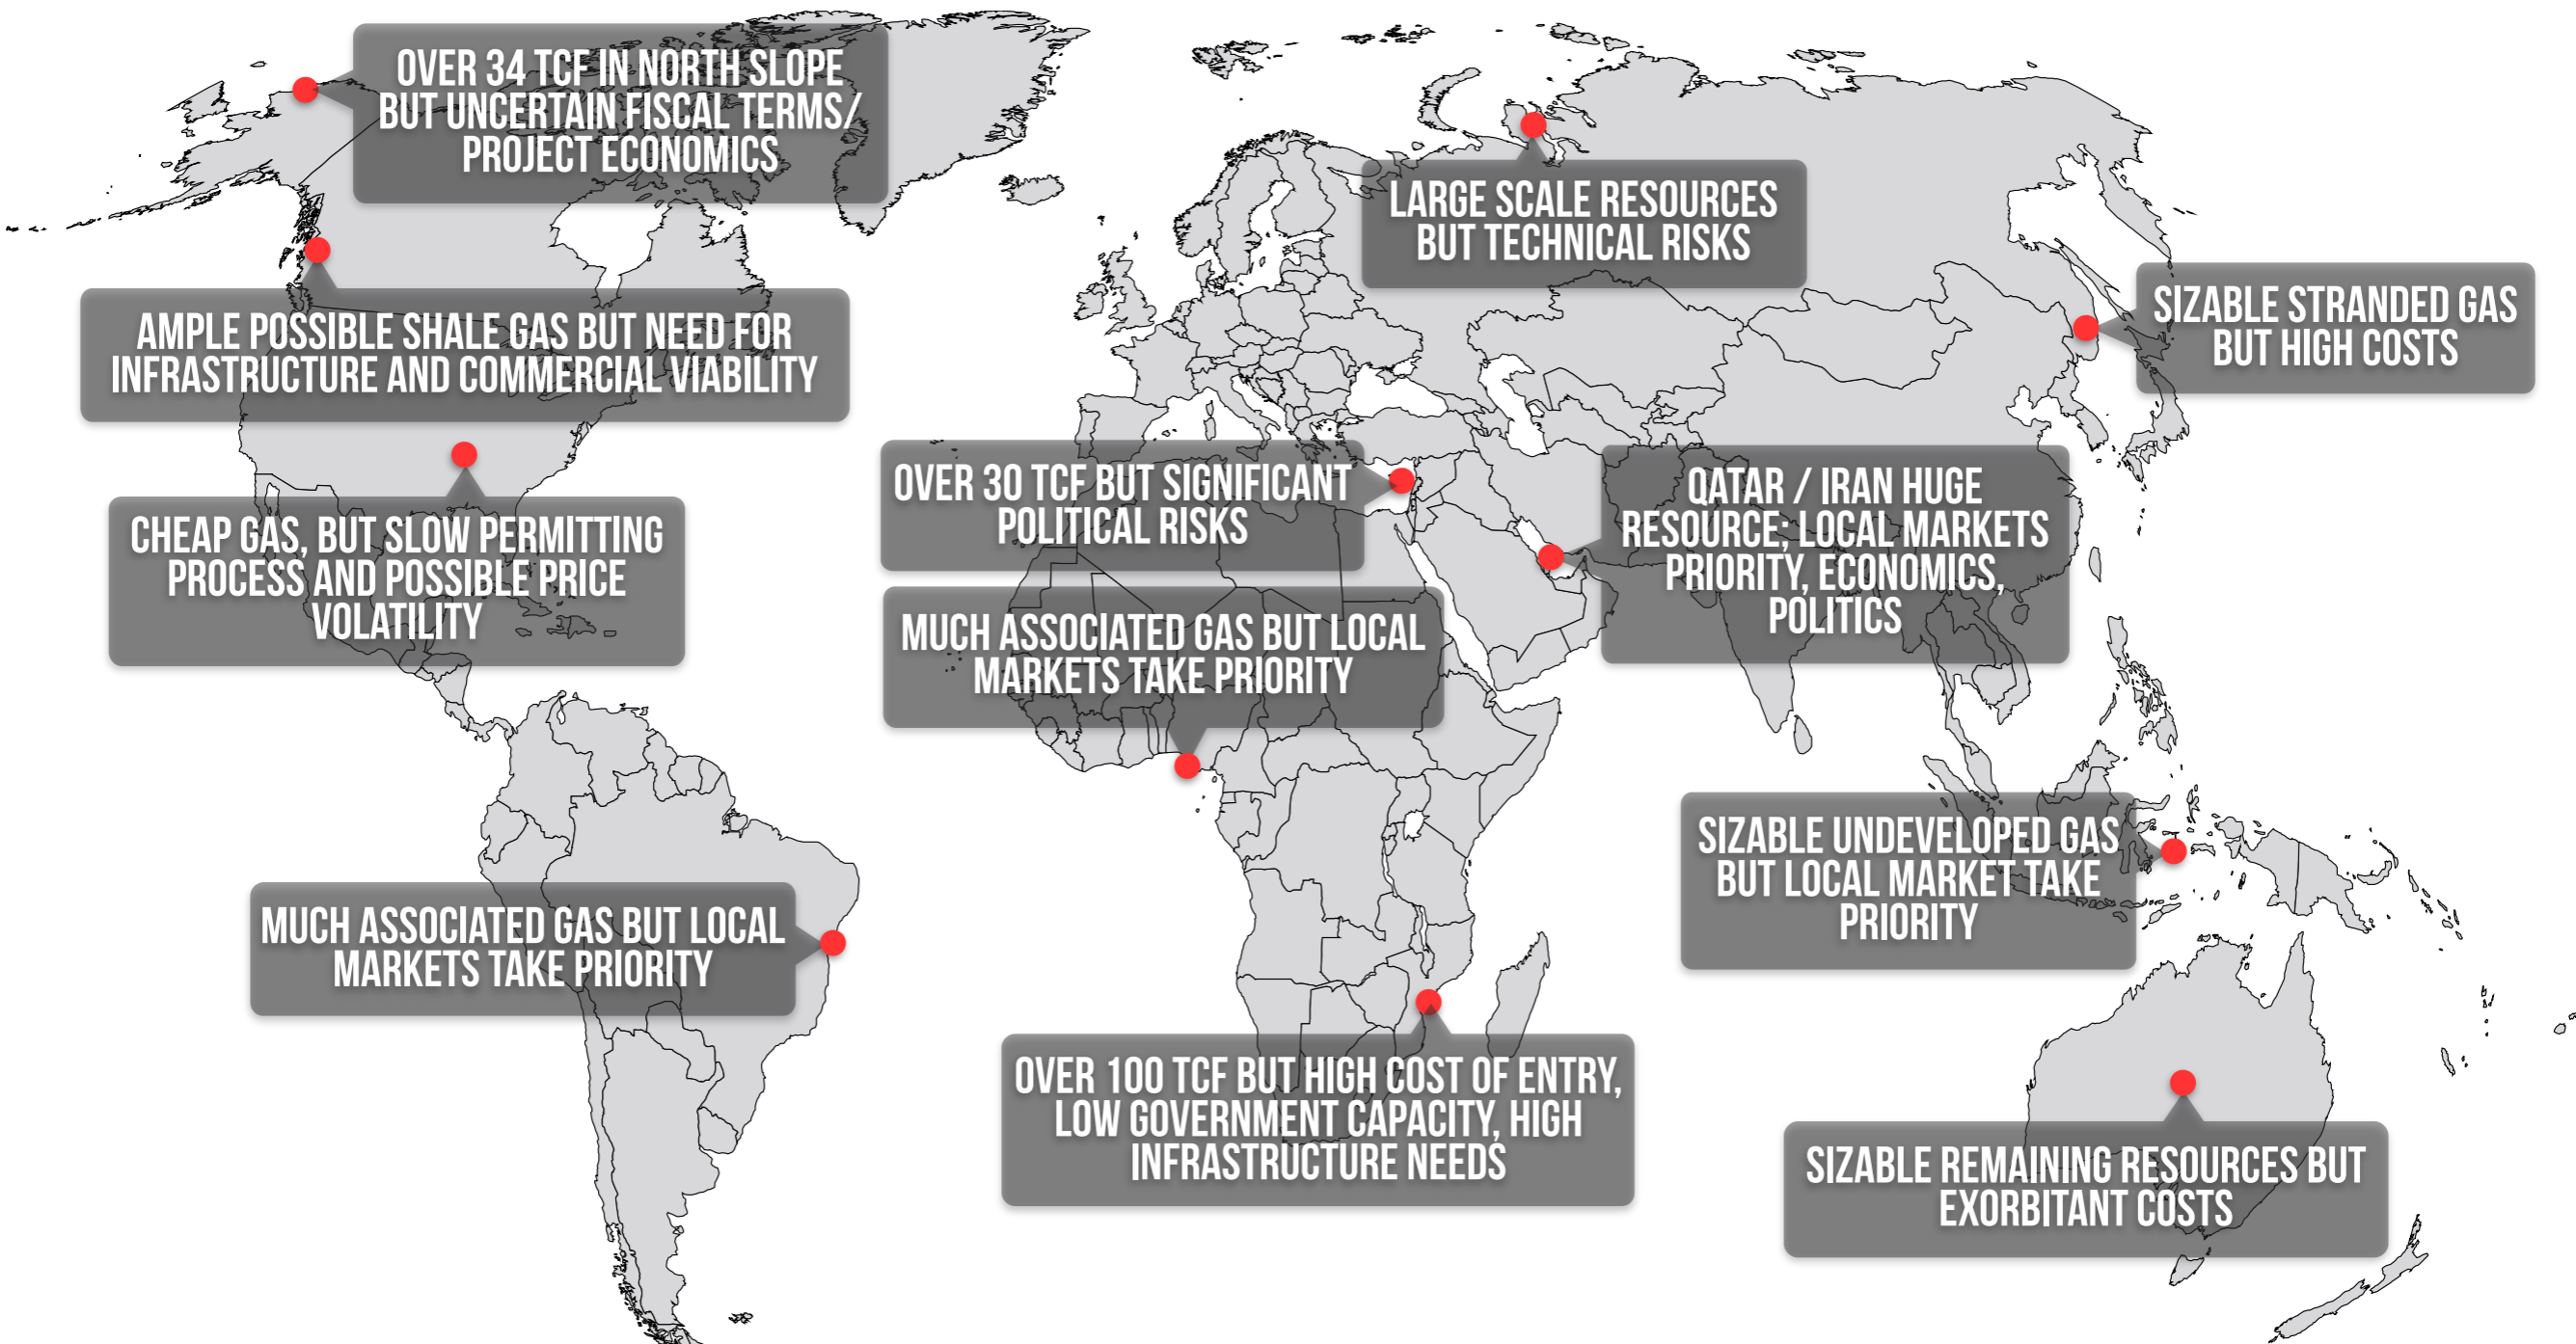 OVER 34 TCF IN NORTH SLOPE
BUT UNCERTAIN FISCAL TERMS/
PROJECT ECONOMICS
LARGE SCALE RESOURCES
BUT TECHNICAL RISKS
AMPLE POSSIBLE SHALE GAS BUT NEED FOR
INFRASTRUCTURE AND COMMERCIAL VIABILITY
SIZABLE STRANDED GAS
BUT HIGH COSTS
CHEAP GAS, BUT SLOW PERMITTING
PROCESS AND POSSIBLE PRICE
VOLATILITY
OVER 30 TCF BUT SIGNIFICANT
POLITICAL RISKS
QATAR / IRAN HUGE
RESOURCE; LOCAL MARKETS
PRIORITY, ECONOMICS,
POLITICS
MUCH ASSOCIATED GAS BUT LOCAL
MARKETS TAKE PRIORITY
SIZABLE UNDEVELOPED GAS
BUT LOCAL MARKET TAKE
PRIORITY
MUCH ASSOCIATED GAS BUT LOCAL
MARKETS TAKE PRIORITY
OVER 100 TCF BUT HIGH COST OF ENTRY,
LOW GOVERNMENT CAPACITY, HIGH
INFRASTRUCTURE NEEDS
SIZABLE REMAINING RESOURCES BUT
EXORBITANT COSTS